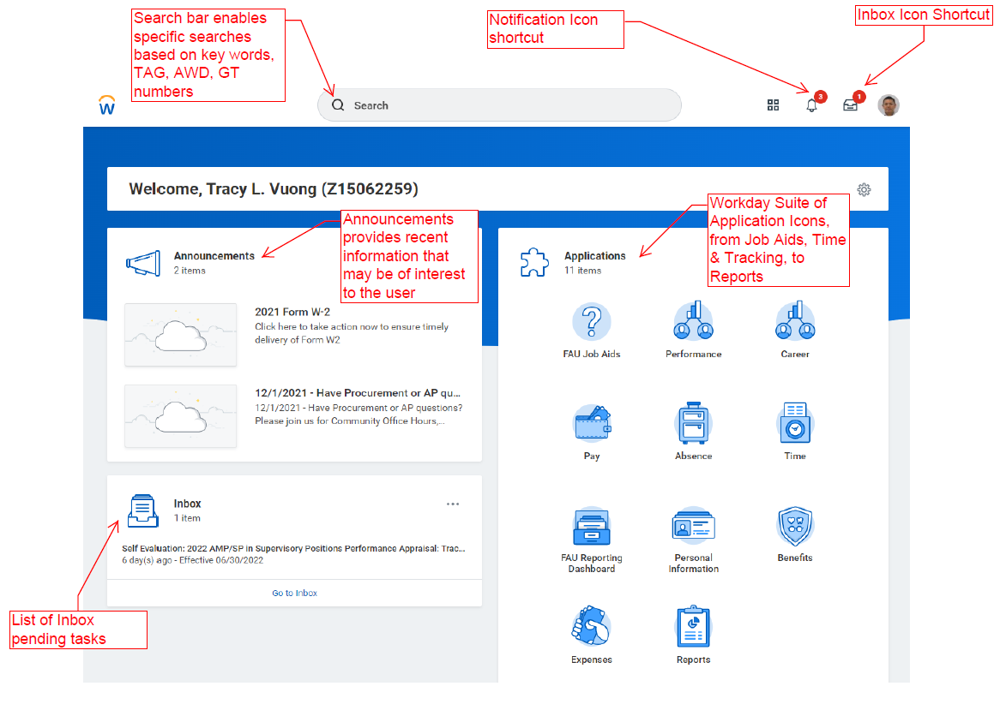 Search bar enables
specific searches
based on key words,
TAG, AWD, GT
numbers
Notification Icon
shortcut
Inbox Icon Shortcut
W
Search
3
1
Welcome, Tracy L. Vuong (Z15062259)
Announcements
provides recent
information that
may be of interest
to the user
Workday Suite of
Application Icons,
from Job Aids, Time
& Tracking, to
Reports
Announcements
2 items
2021 Form W-2
Click here to take action now to ensure timely
delivery of Form W2
12/1/2021 - Have Procurement or AP qu...
12/1/2021 - Have Procurement or AP questions?
Please join us for Community Office Hours,...
Inbox
1 item
Self Evaluation: 2022 AMP/SP in Supervisory Positions Performance Appraisal: Trac...
6 day(s) ago - Effective 06/30/2022
Go to Inbox
List of Inbox
pending tasks
Applications
11 items
?
FAU Job Aids
Performance
Career
Pay
Absence
Time
FAU Reporting
Dashboard
Personal
Information
Benefits
Expenses
Reports